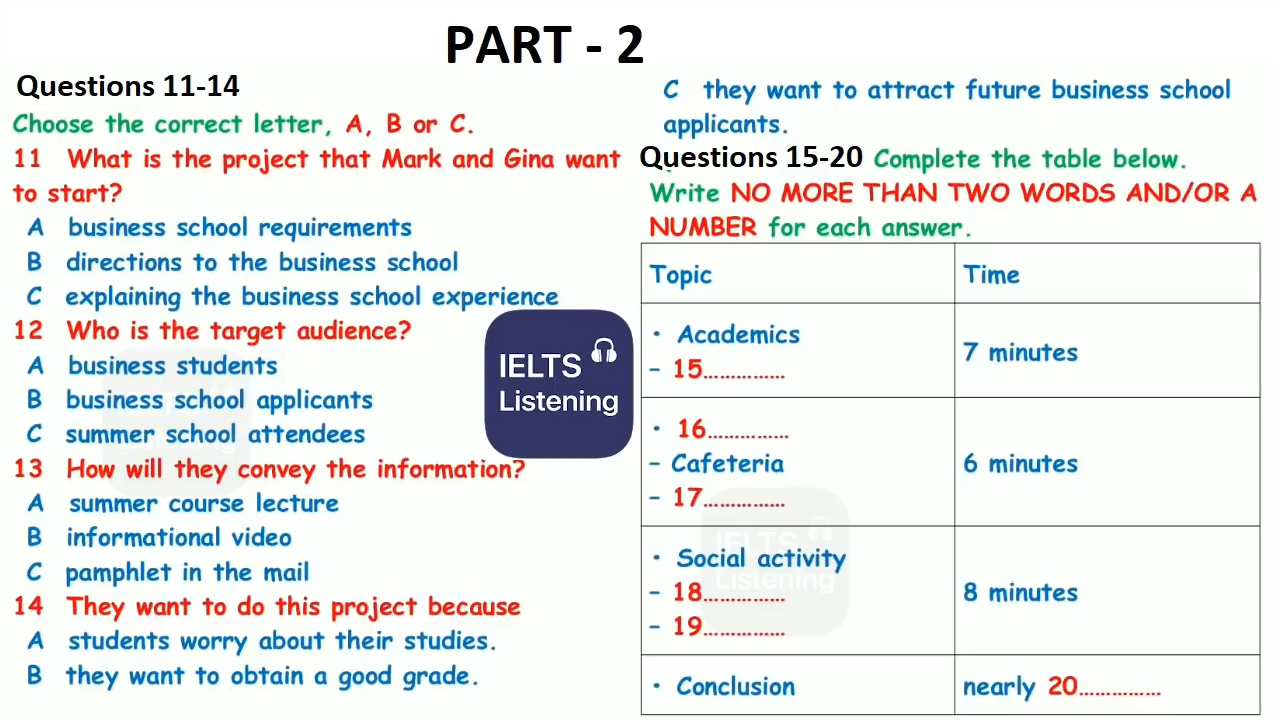 PART - 2
Questions 11-14
Choose the correct letter, A, B or C.
11 What is the project that Mark and Gina want
to start?
A business school requirements
B directions to the business school
C explaining the business school experience
12 Who is the target audience?
A business students
B business school applicants
C summer school attendees
13 How will they convey the information?
A summer course lecture
B informational video
C pamphlet in the mail
14 They want to do this project because
A students worry about their studies.
B they want to obtain a good grade.
IELTS
Listening
C they want to attract future business school
applicants.
Questions 15-20 Complete the table below.
Write NO MORE THAN TWO WORDS AND/OR A
NUMBER for each answer.
Topic Time
• Academics
– 15...............
7 minutes
• 16...............
– Cafeteria
– 17...............
6 minutes
• Social activity
– 18...............
– 19...............
8 minutes
• Conclusion nearly 20...............
IELTS
Listening